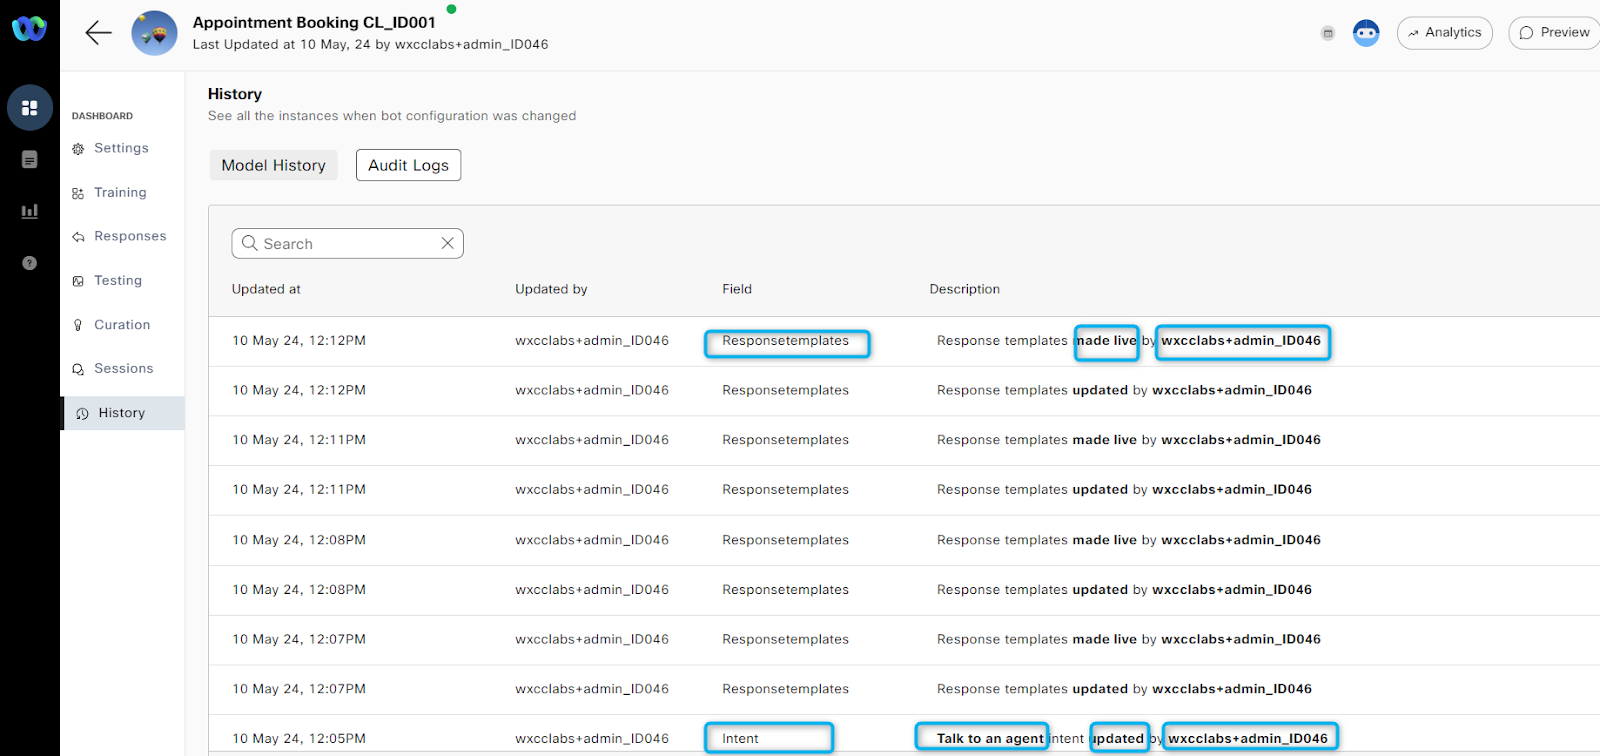 Appointment Booking CL_ID001
Last Updated at 10 May, 24 by wxcclabs+admin_ID046
Analytics
Preview
DASHBOARD
Settings
Training
Responses
Testing
Curation
Sessions
History
History
See all the instances when bot configuration was changed
Model History Audit Logs
Search
Updated at Updated by Field Description
10 May 24, 12:12PM wxcclabs+admin_ID046 Responsetemplates Response templates made live by wxcclabs+admin_ID046
10 May 24, 12:12PM wxcclabs+admin_ID046 Responsetemplates Response templates updated by wxcclabs+admin_ID046
10 May 24, 12:11PM wxcclabs+admin_ID046 Responsetemplates Response templates made live by wxcclabs+admin_ID046
10 May 24, 12:11PM wxcclabs+admin_ID046 Responsetemplates Response templates updated by wxcclabs+admin_ID046
10 May 24, 12:08PM wxcclabs+admin_ID046 Responsetemplates Response templates made live by wxcclabs+admin_ID046
10 May 24, 12:08PM wxcclabs+admin_ID046 Responsetemplates Response templates updated by wxcclabs+admin_ID046
10 May 24, 12:07PM wxcclabs+admin_ID046 Responsetemplates Response templates made live by wxcclabs+admin_ID046
10 May 24, 12:07PM wxcclabs+admin_ID046 Responsetemplates Response templates updated by wxcclabs+admin_ID046
10 May 24, 12:05PM wxcclabs+admin_ID046 Intent Talk to an agent intent updated by wxcclabs+admin_ID046